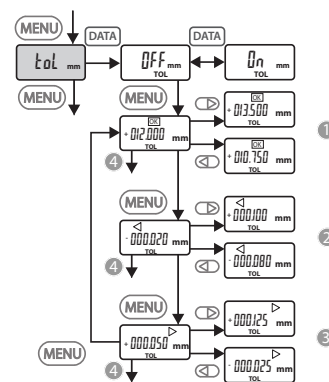 MENU
DATA
DATA
toL mm
OFF mm
TOL
On mm
TOL
MENU
MENU
OK
+ 013.500 mm
TOL
1
OK
+ 012.000 mm
TOL
OK
+ 010.750 mm
TOL
4
MENU
+ 000.100 mm
TOL
2
- 000.020 mm
TOL
- 000.080 mm
TOL
4
MENU
+ 000.125 mm
TOL
3
+ 000.050 mm
TOL
MENU
- 000.025 mm
TOL
4